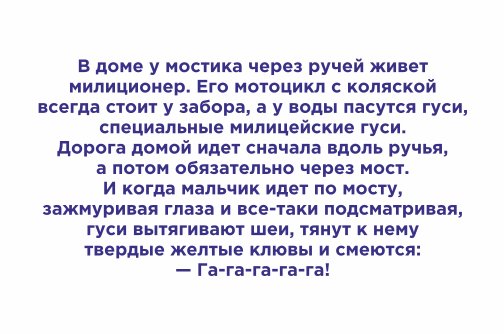 В доме у мостика через ручей живет
милиционер. Его мотоцикл с коляской
всегда стоит у забора, а у воды пасутся гуси,
специальные милицейские гуси.
Дорога домой идет сначала вдоль ручья,
а потом обязательно через мост.
И когда мальчик идет по мосту,
зажмуривая глаза и все-таки подсматривая,
гуси вытягивают шеи, тянут к нему
твердые желтые клювы и смеются:
— Га-га-га-га-га!